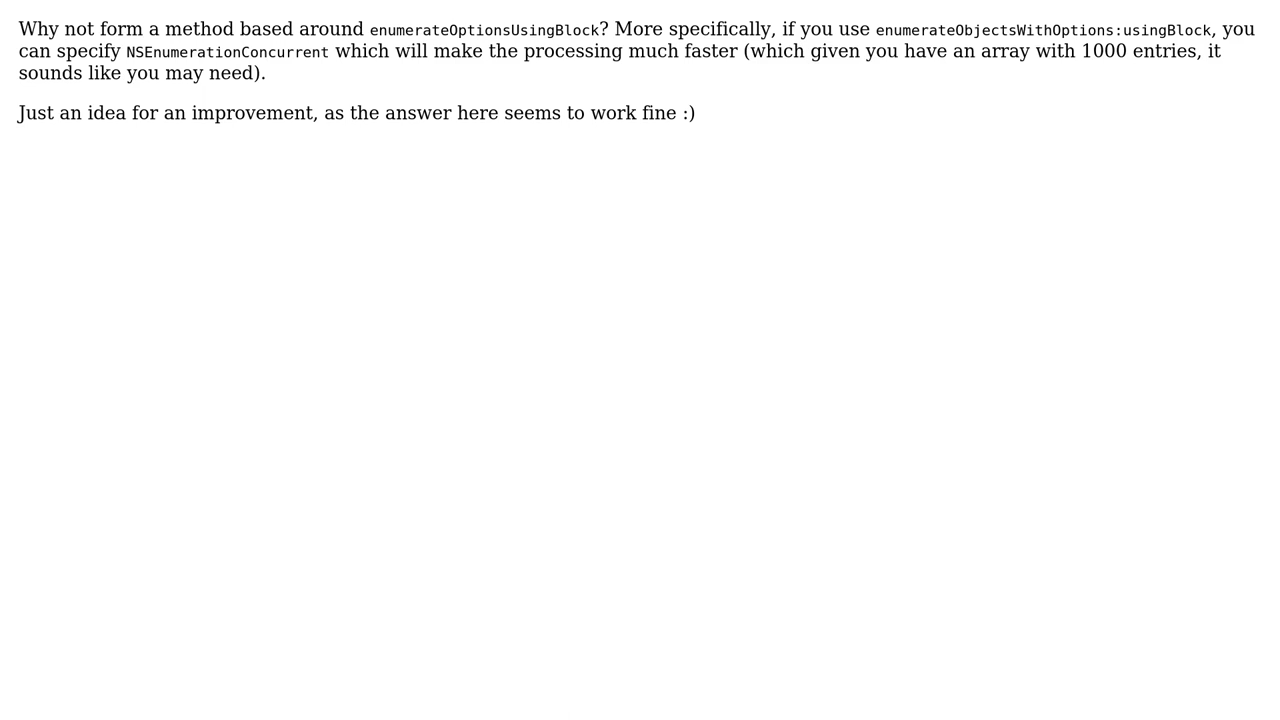 Why not form a method based around enumerateOptionsUsingBlock? More specifically, if you use enumerateObjectsWithOptions:usingBlock, you
can specify NSEnumerationConcurrent which will make the processing much faster (which given you have an array with 1000 entries, it
sounds like you may need).
Just an idea for an improvement, as the answer here seems to work fine :)